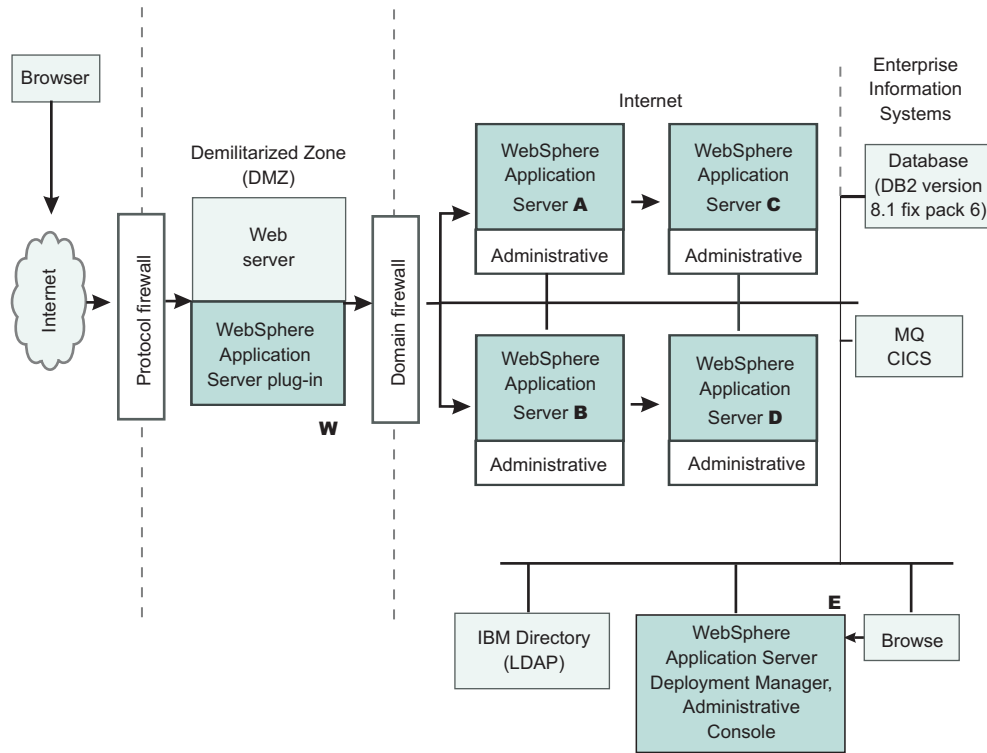 Browser
Internet
Protocol firewall
Demilitarized Zone
(DMZ)
Web
server
WebSphere
Application
Server plug-in
W
Domain firewall
Internet
WebSphere
Application
Server A
Administrative
WebSphere
Application
Server C
Administrative
WebSphere
Application
Server B
Administrative
WebSphere
Application
Server D
Administrative
Enterprise
Information
Systems
Database
(DB2 version
8.1 fix pack 6)
MQ
CICS
IBM Directory
(LDAP)
E
WebSphere
Application Server
Deployment Manager,
Administrative
Console
Browse